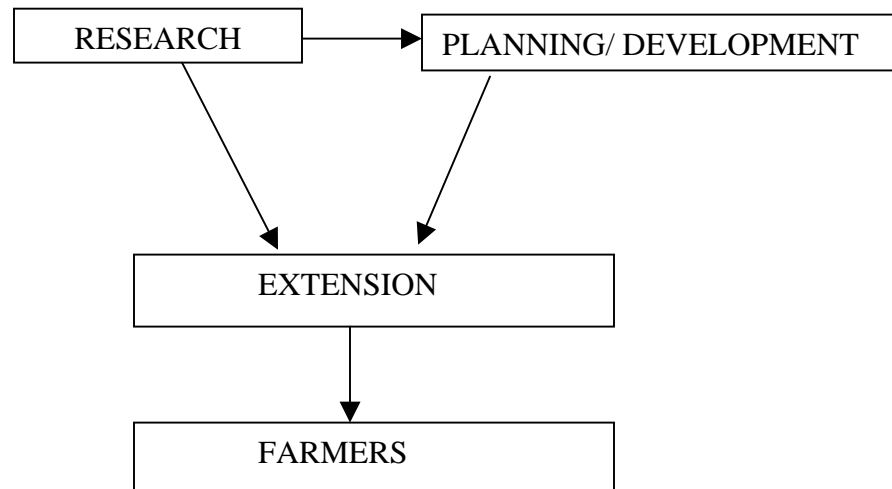 RESEARCH
PLANNING/ DEVELOPMENT
EXTENSION
FARMERS